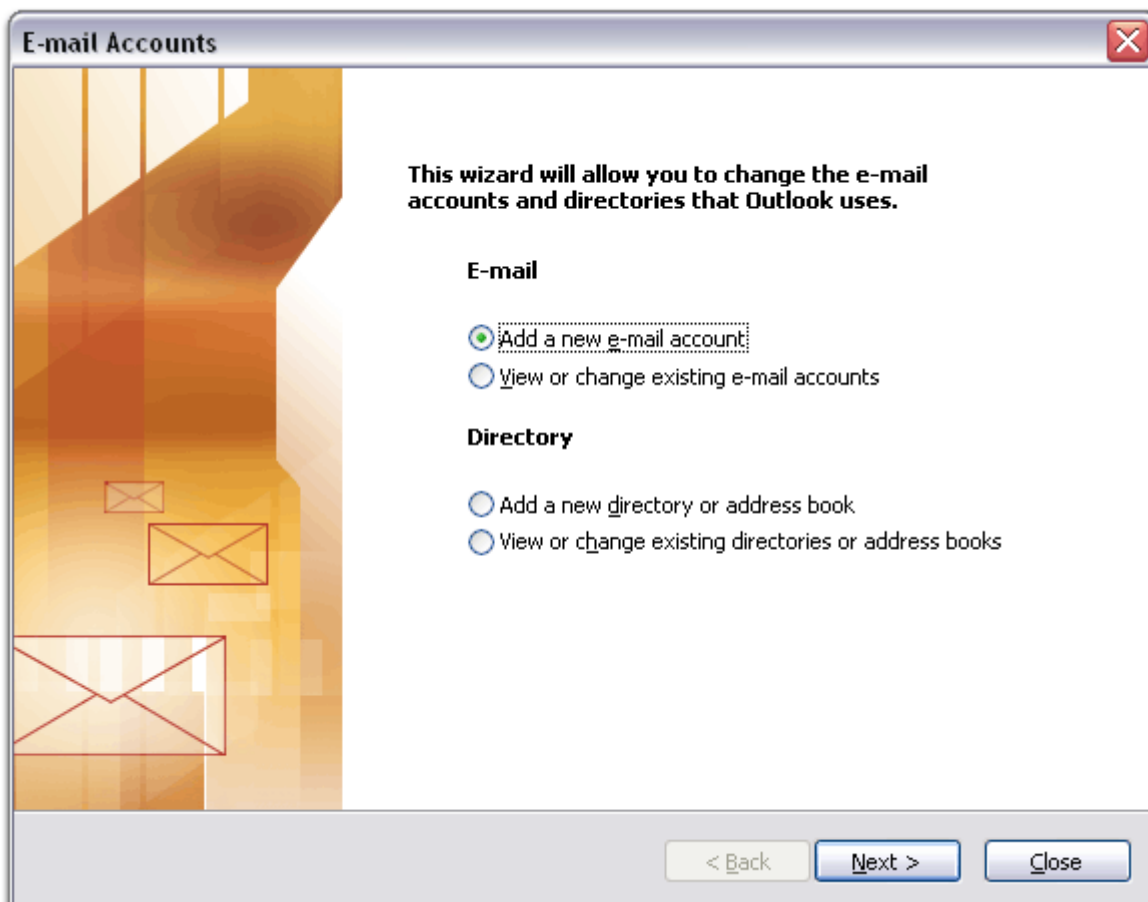 E-mail Accounts
This wizard will allow you to change the e-mail
accounts and directories that Outlook uses.
E-mail
Add a new e-mail account
View or change existing e-mail accounts
Directory
Add a new directory or address book
View or change existing directories or address books
< Back Next > Close